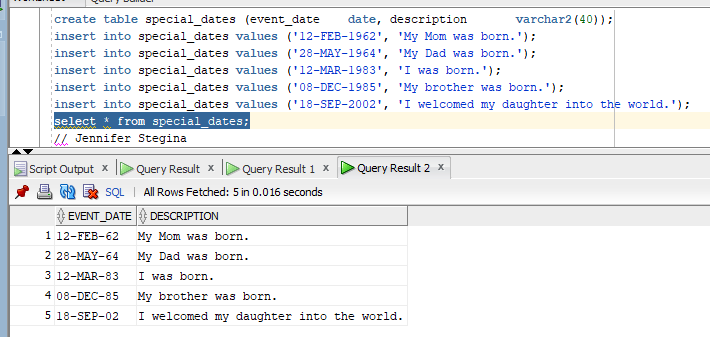 create table special_dates (event_date    date, description      varchar2(40));
insert into special_dates values ('12-FEB-1962', 'My Mom was born.');
insert into special_dates values ('28-MAY-1964', 'My Dad was born.');
insert into special_dates values ('12-MAR-1983', 'I was born.');
insert into special_dates values ('08-DEC-1985', 'My brother was born.');
insert into special_dates values ('18-SEP-2002', 'I welcomed my daughter into the world.');
select * from special_dates;
// Jennifer Stegina
Script Output x Query Result x Query Result 1 x Query Result 2 x
SQL | All Rows Fetched: 5 in 0.016 seconds
EVENT_DATE DESCRIPTION
1 12-FEB-62 My Mom was born.
2 28-MAY-64 My Dad was born.
3 12-MAR-83 I was born.
4 08-DEC-85 My brother was born.
5 18-SEP-02 I welcomed my daughter into the world.